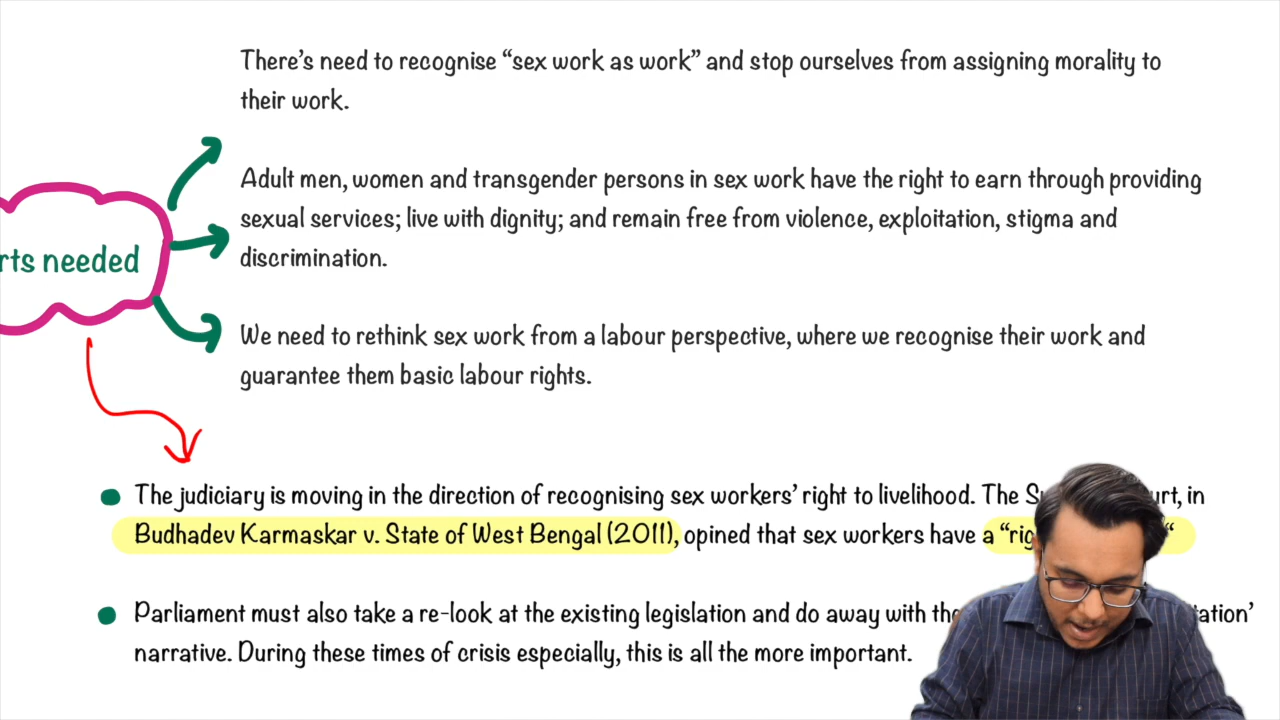 There's need to recognise “sex work as work” and stop ourselves from assigning morality to
their work.
Adult men, women and transgender persons in sex work have the right to earn through providing
sexual services; live with dignity; and remain free from violence, exploitation, stigma and
discrimination.
needed
We need to rethink sex work from a labour perspective, where we recognise their work and
guarantee them basic labour rights.
The judiciary is moving in the direction of recognising sex workers' right to livelihood. The in
Budhadev Karmaskar v. State of West Bengal (2011), opined that sex workers have a
Parliament must also take a re-look at the existing legislation and do away with
narrative. During these times of crisis especially, this is all the more important.